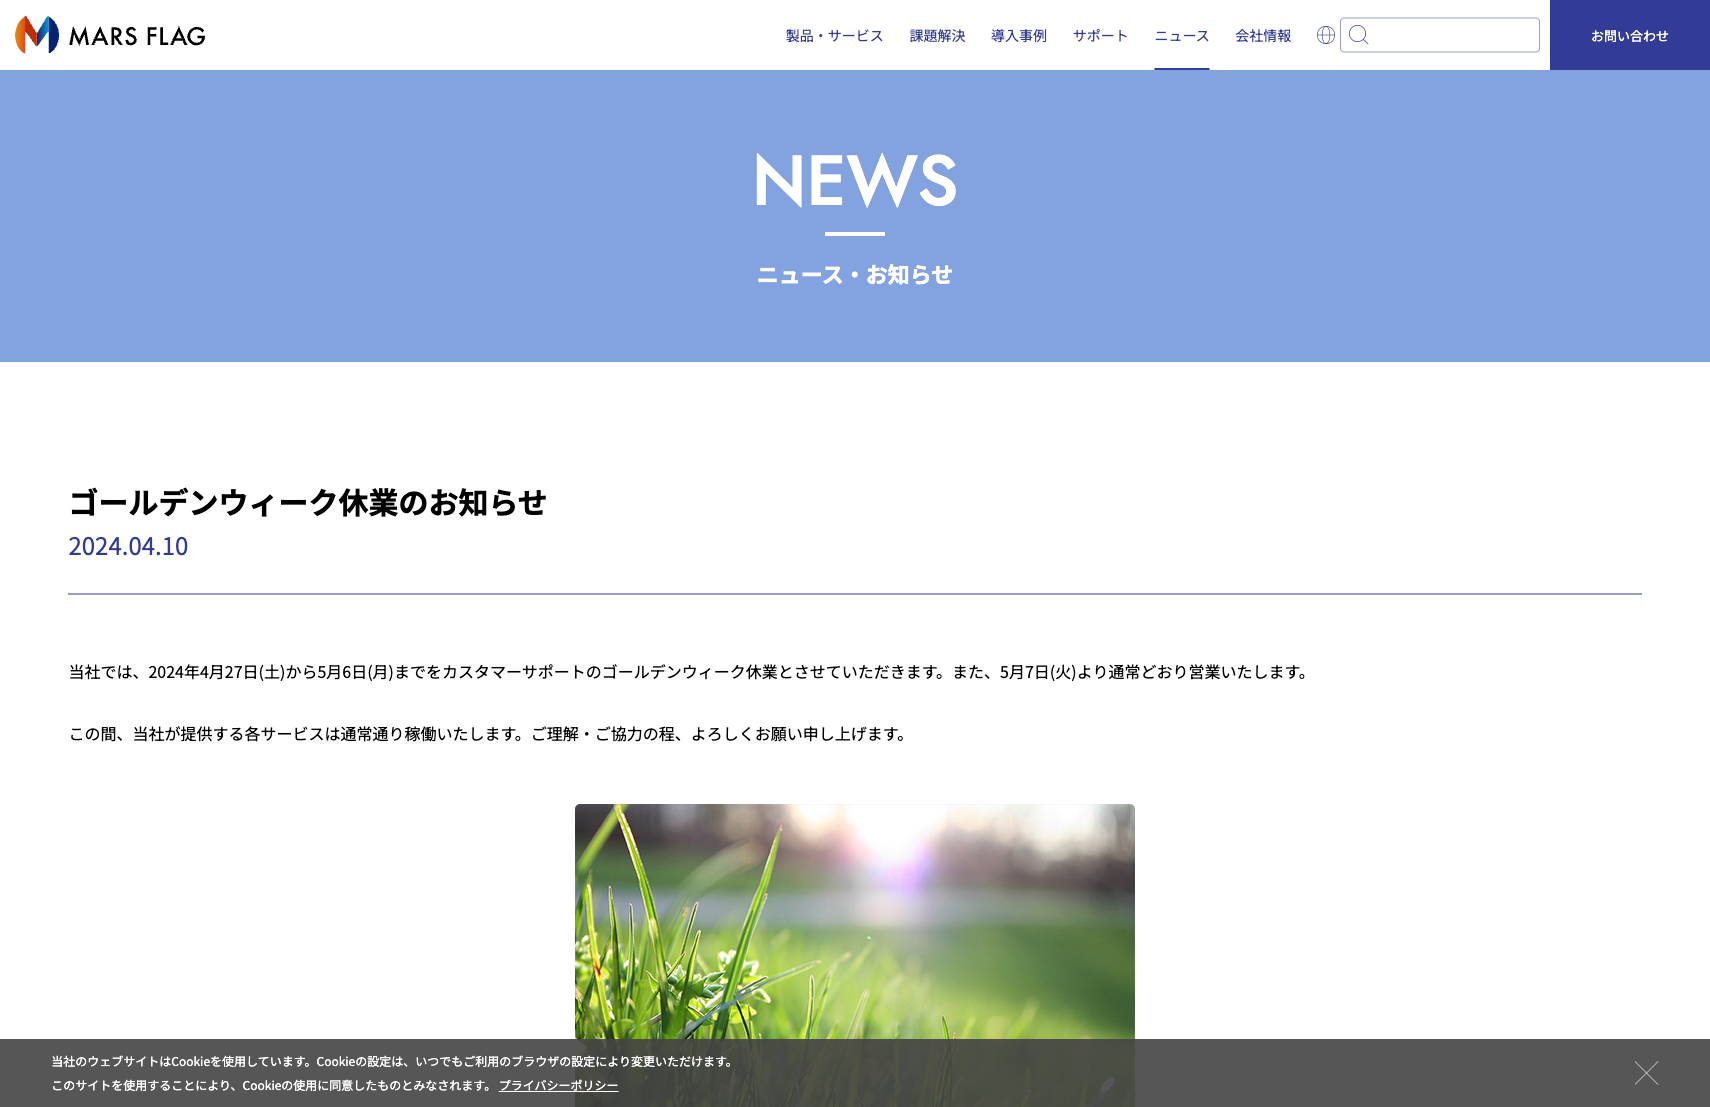 MARS FLAG
製品・サービス
課題解決
導入事例
サポート
ニュース
会社情報
お問い合わせ
NEWS
ニュース・お知らせ
ゴールデンウィーク休業のお知らせ
2024.04.10
当社では、2024年4月27日(土)から5月6日(月)までをカスタマーサポートのゴールデンウィーク休業とさせていただきます。また、5月7日(火)より通常どおり営業いたします。
この間、当社が提供する各サービスは通常通り稼働いたします。ご理解・ご協力の程、よろしくお願い申し上げます。
当社のウェブサイトはCookieを使用しています。Cookieの設定は、いつでもご利用のブラウザの設定により変更いただけます。
このサイトを使用することにより、Cookieの使用に同意したものとみなされます。 プライバシーポリシー